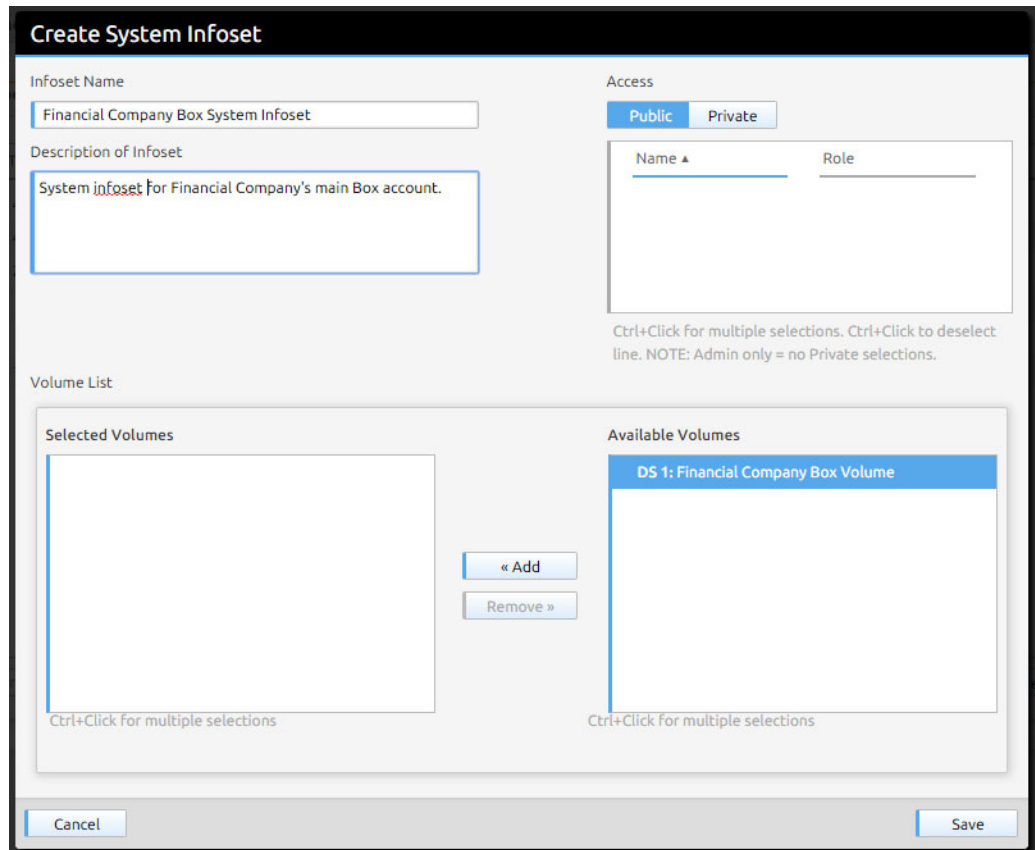 Create System Infoset
Infoset Name
Financial Company Box System Infoset
Description of Infoset
System infoset for Financial Company's main Box account.
Access
Public Private
Name ▲ Role
Ctrl+Click for multiple selections. Ctrl+Click to deselect
line. NOTE: Admin only = no Private selections.
Volume List
Selected Volumes
Ctrl+Click for multiple selections
« Add
Remove »
Available Volumes
DS 1: Financial Company Box Volume
Ctrl+Click for multiple selections
Cancel
Save